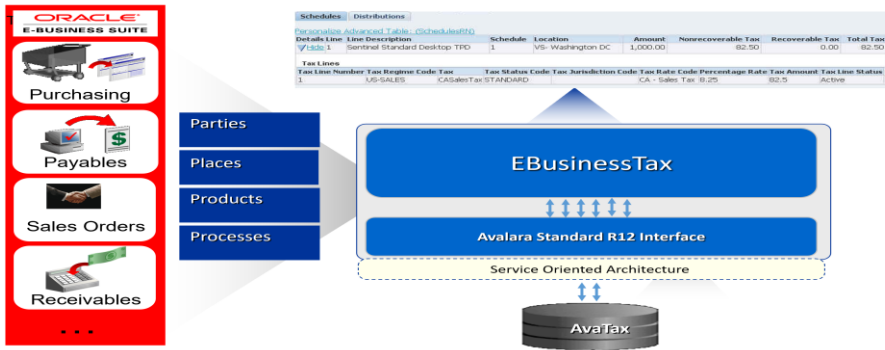 T
ORACLE
E-BUSINESS SUITE
Purchasing
Payables
Sales Orders
Receivables
...
Parties
Places
Products
Processes
Schedules Distributions
Personalize Advanced Table: (SchedulesRN)
Details Line Line Description Schedule Location Amount Nonrecoverable Tax Recoverable Tax Total Tax
Hide 1 Sentinel Standard Desktop TPD 1 VS- Washington DC 1,000.00 82.50 0.00 82.50
Tax Lines
Tax Line Number Tax Regime Code Tax Tax Status Code Tax Jurisdiction Code Tax Rate Code Percentage Rate Tax Amount Tax Line Status
1 US-SALES CASalesTax STANDARD CA - Sales Tax 8.25 82.5 Active
EBusinessTax
Avalara Standard R12 Interface
Service Oriented Architecture
AvaTax